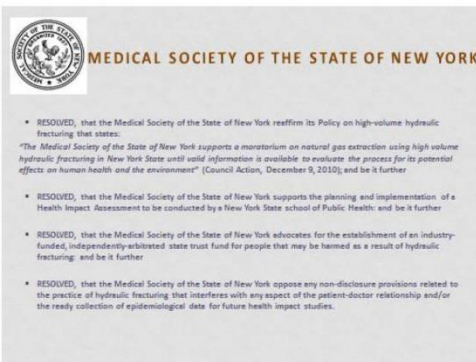 MEDICAL SOCIETY OF THE STATE OF NEW YORK
• RESOLVED, that the Medical Society of the State of New York reaffirm its Policy on high-volume hydraulic
fracturing that states:
"The Medical Society of the State of New York supports a moratorium on natural gas extraction using high volume
hydraulic fracturing in New York State until valid information is available to evaluate the process for its potential
effects on human health and the environment" (Council Action, December 9, 2010); and be it further
• RESOLVED, that the Medical Society of the State of New York supports the planning and implementation of a
Health Impact Assessment to be conducted by a New York State school of Public Health: and be it further
• RESOLVED, that the Medical Society of the State of New York advocates for the establishment of an industry-
funded, independently-arbitrated state trust fund for people that may be harmed as a result of hydraulic
fracturing: and be it further
• RESOLVED, that the Medical Society of the State of New York oppose any non-disclosure provisions related to
the practice of hydraulic fracturing that interferes with any aspect of the patient-doctor relationship and/or
the ready collection of epidemiological data for future health impact studies.